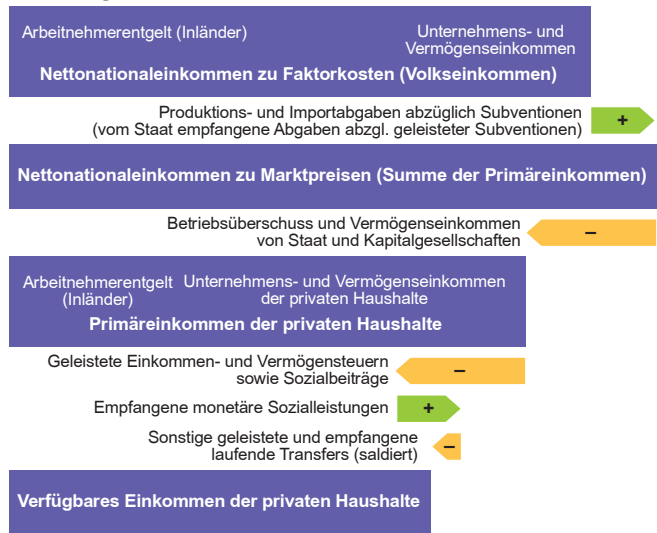 Arbeitnehmerentgelt (Inländer)
Unternehmens- und
Vermögenseinkommen
Nettonationaleinkommen zu Faktorkosten (Volkseinkommen)
Produktions- und Importabgaben abzüglich Subventionen
(vom Staat empfangene Abgaben abzgl. geleisteter Subventionen)
+
Nettonationaleinkommen zu Marktpreisen (Summe der Primäreinkommen)
Betriebsüberschuss und Vermögenseinkommen
von Staat und Kapitalgesellschaften
–
Arbeitnehmerentgelt
(Inländer)
Unternehmens- und Vermögenseinkommen
der privaten Haushalte
Primäreinkommen der privaten Haushalte
Geleistete Einkommen- und Vermögensteuern
sowie Sozialbeiträge
–
Empfangene monetäre Sozialleistungen
+
Sonstige geleistete und empfangene
laufende Transfers (saldiert)
–
Verfügbares Einkommen der privaten Haushalte